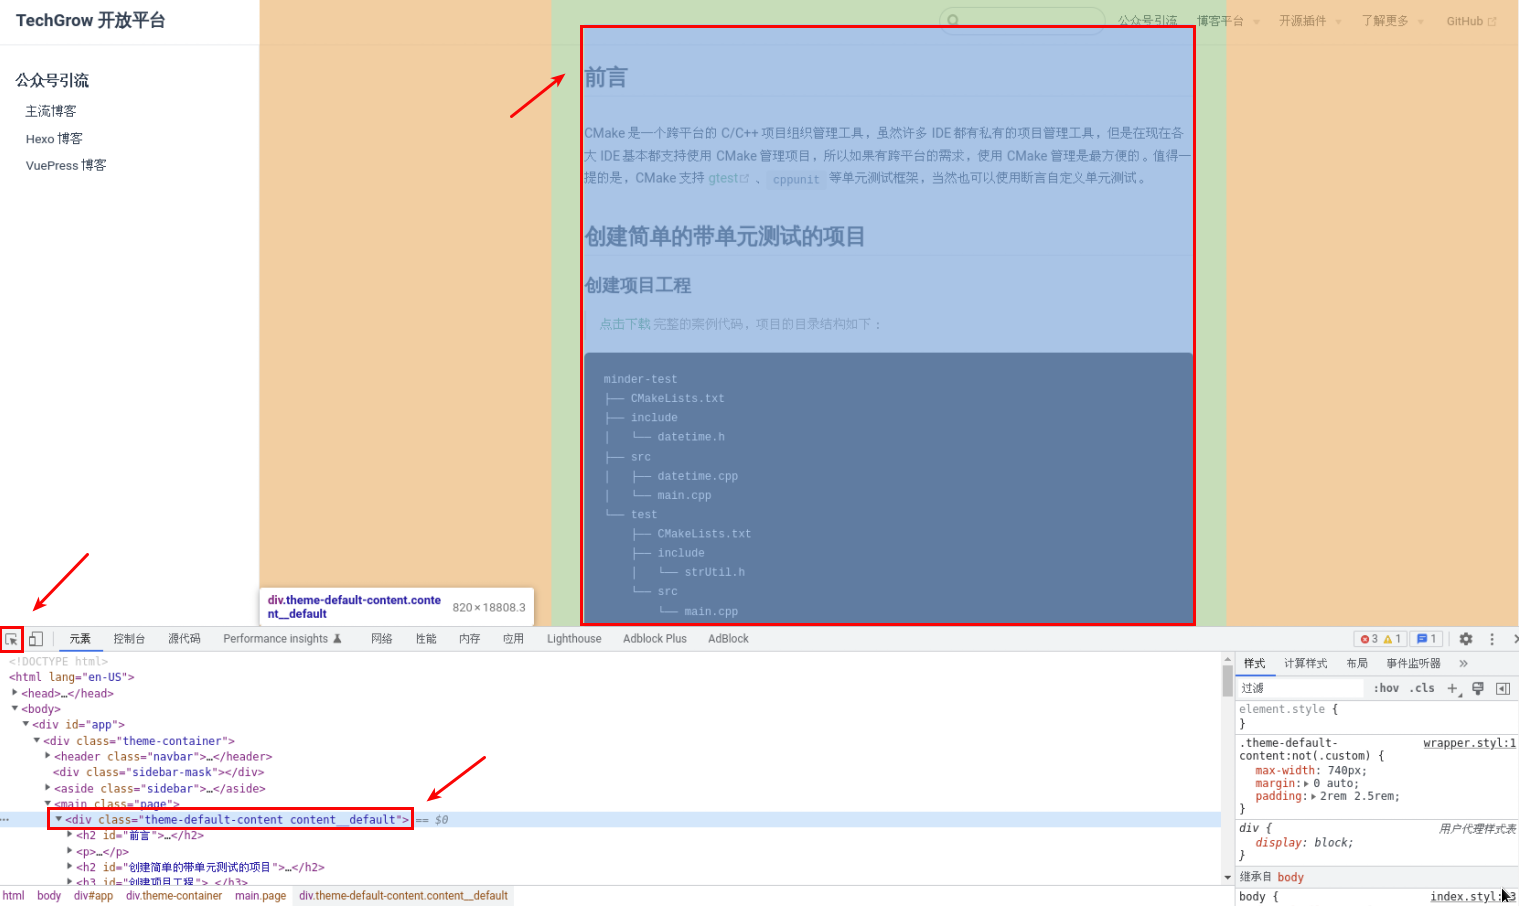 TechGrow 开放平台
公众号引流 博客平台 开源插件 了解更多 GitHub
公众号引流
主流博客
Hexo 博客
VuePress 博客
前言
CMake 是一个跨平台的 C/C++ 项目组织管理工具，虽然许多 IDE 都有私有的项目管理工具，但是在现在各
大 IDE 基本都支持使用 CMake 管理项目，所以如果有跨平台的需求，使用 CMake 管理是最方便的。值得一
提的是，CMake 支持 gtest 、 cppunit 等单元测试框架，当然也可以使用断言自定义单元测试。
创建简单的带单元测试的项目
创建项目工程
点击下载 完整的案例代码，项目的目录结构如下：
minder-test
├── CMakeLists.txt
├── include
│   └── datetime.h
├── src
│   ├── datetime.cpp
│   └── main.cpp
└── test
    ├── CMakeLists.txt
    ├── include
    │   └── strUtil.h
    └── src
        └── main.cpp
div.theme-default-content.conte
nt__default
820 × 18808.3
元素 控制台 源代码 Performance insights 网络 性能 内存 应用 Lighthouse Adblock Plus AdBlock 3 1 1
<!DOCTYPE html>
<html lang="en-US">
<head>…</head>
<body>
<div id="app">
<div class="theme-container">
<header class="navbar">…</header>
<div class="sidebar-mask"></div>
<aside class="sidebar">…</aside>
<main class="page">
<div class="theme-default-content content__default"> == $0
<h2 id="前言">…</h2>
<p>…</p>
<h2 id="创建简单的带单元测试的项目">…</h2>
<h3 id="创建项目工程">…</h3>
html body div#app div.theme-container main.page div.theme-default-content.content__default
样式 计算样式 布局 事件监听器 »
过滤 :hov .cls +
element.style {
}
.theme-default- wrapper.styl:1
content:not(.custom) {
max-width: 740px;
margin: 0 auto;
padding: 2rem 2.5rem;
}
div { 用户代理样式表
display: block;
}
继承自 body
body { index.styl: